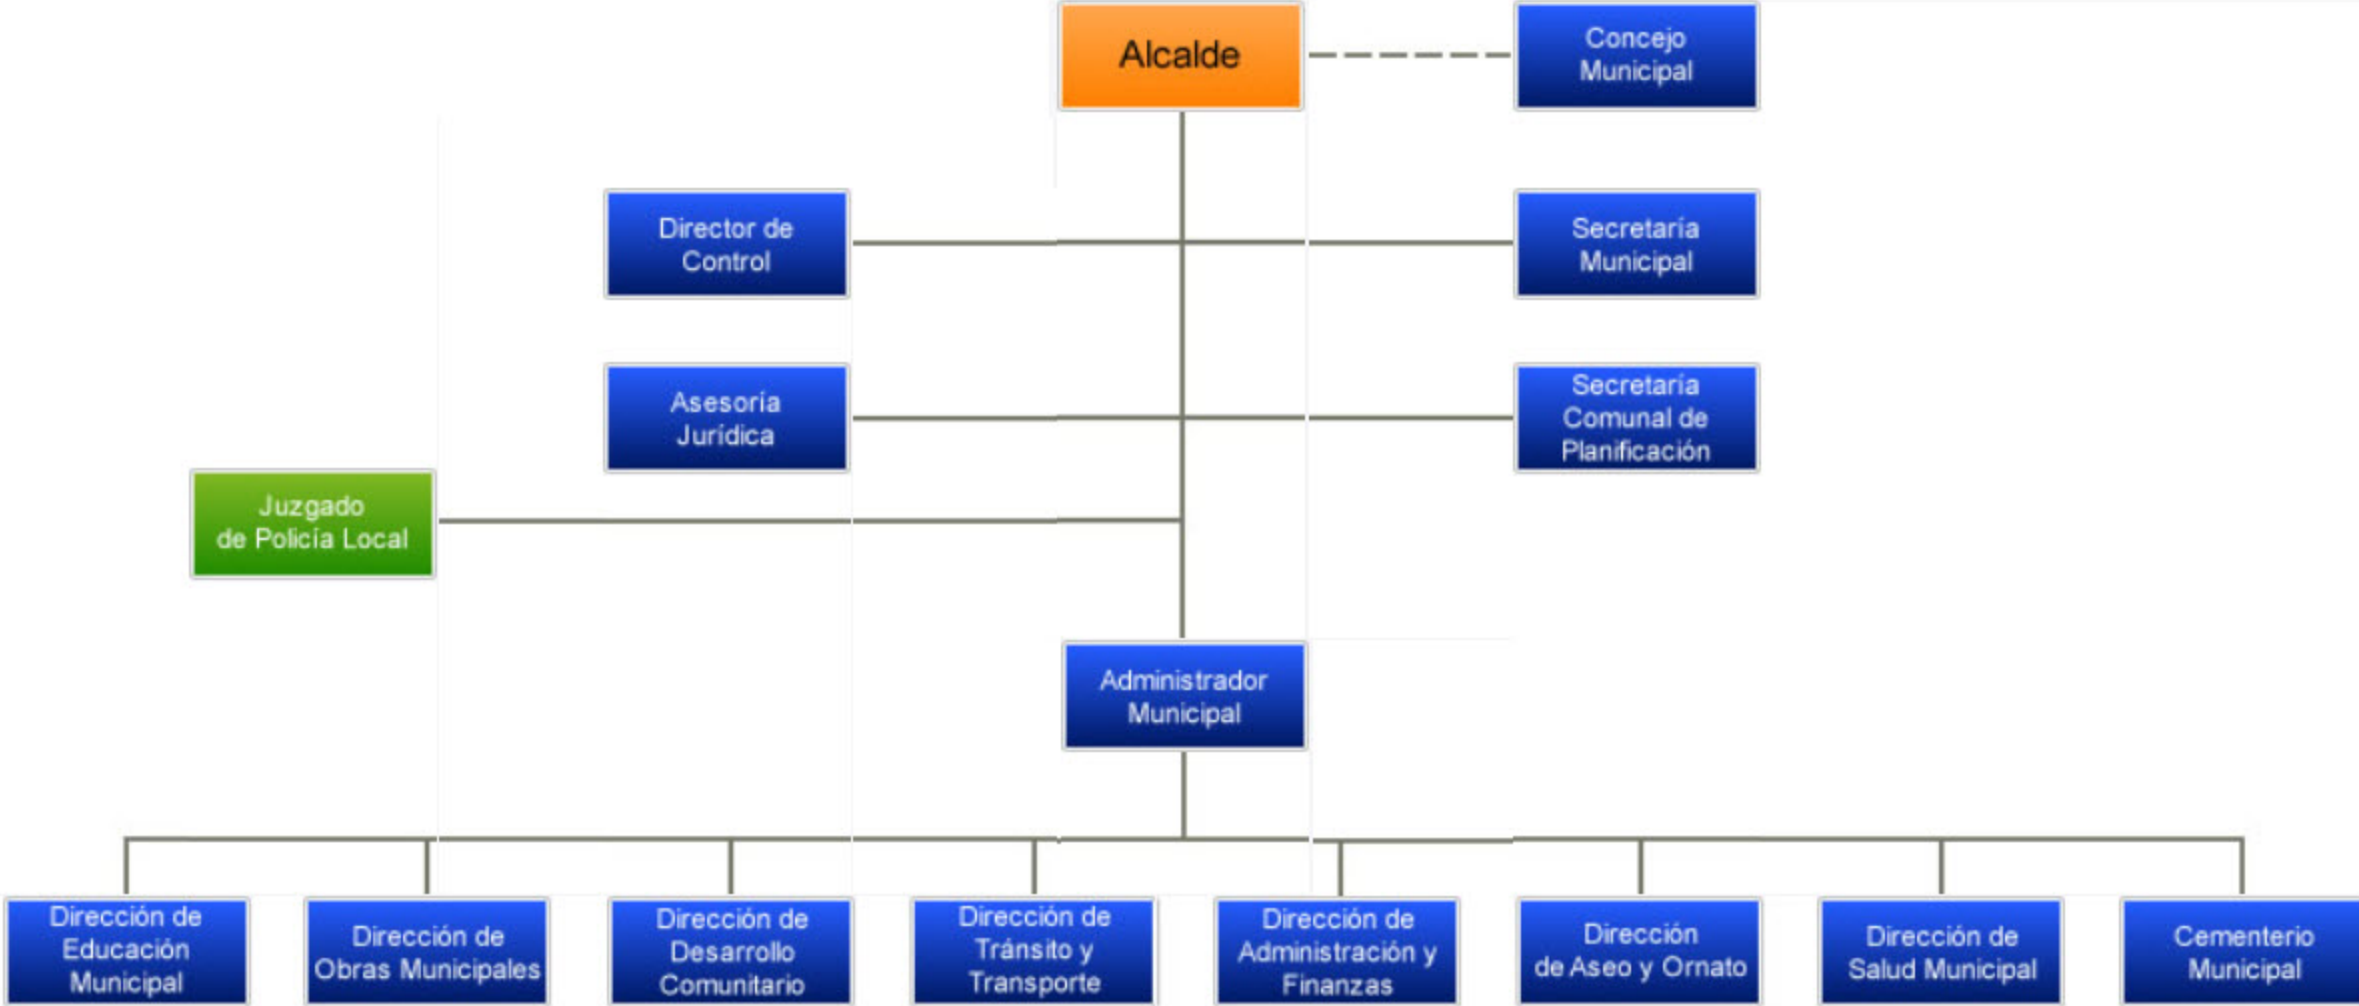 Alcalde
Concejo
Municipal
Director de
Control
Secretaría
Municipal
Asesoría
Jurídica
Secretaría
Comunal de
Planificación
Juzgado
de Policía Local
Administrador
Municipal
Dirección de
Educación
Municipal
Dirección de
Obras Municipales
Dirección de
Desarrollo
Comunitario
Dirección de
Tránsito y
Transporte
Dirección de
Administración y
Finanzas
Dirección
de Aseo y Ornato
Dirección de
Salud Municipal
Cementerio
Municipal